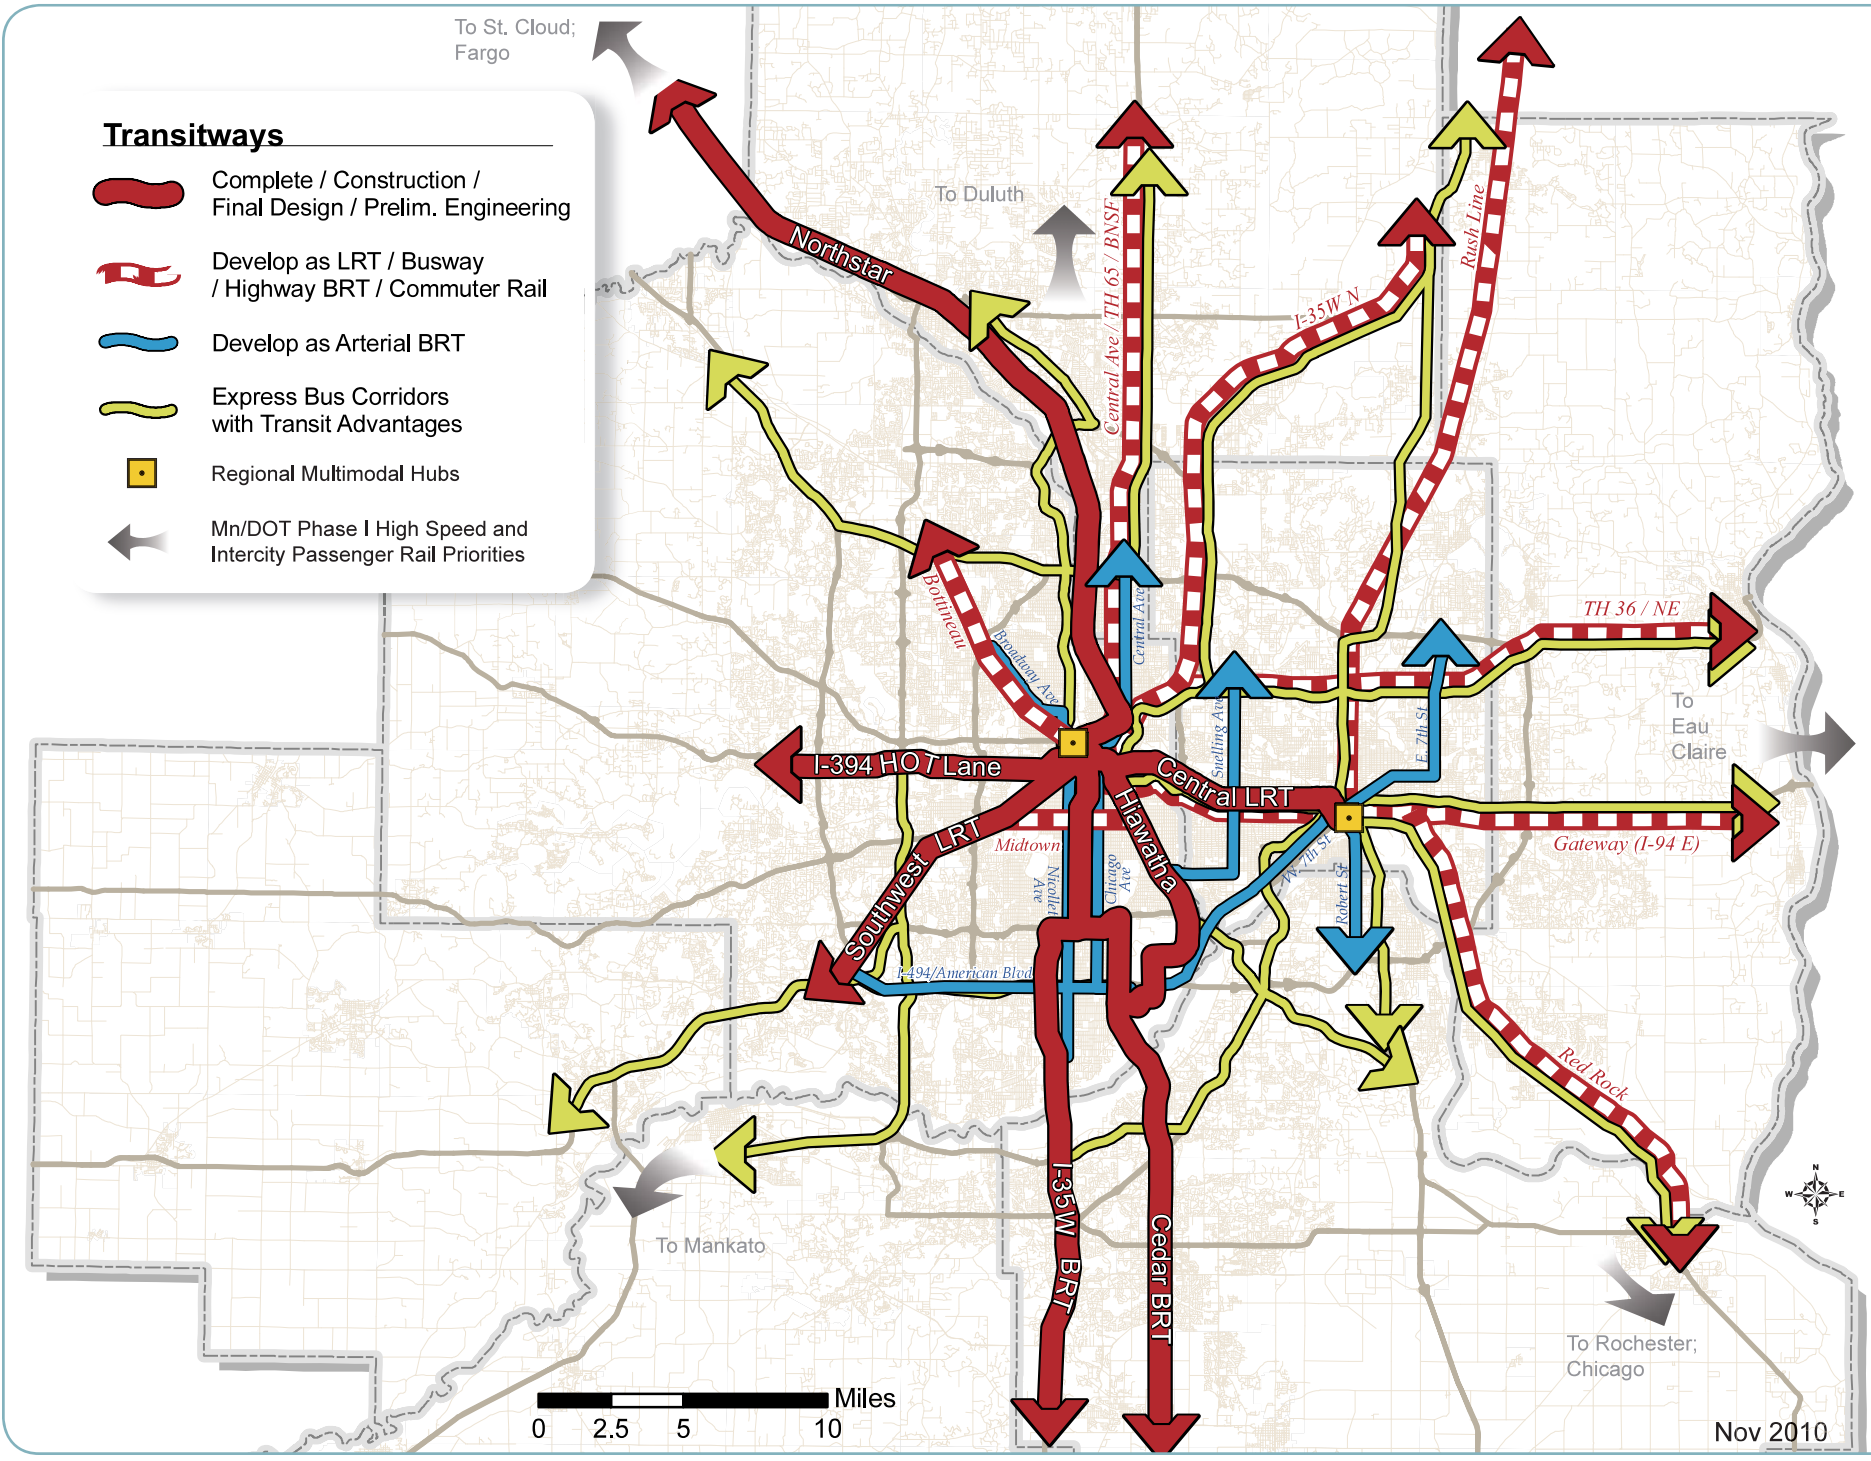 To St. Cloud;
Fargo
Transitways
Complete / Construction /
Final Design / Prelim. Engineering
Develop as LRT / Busway
/ Highway BRT / Commuter Rail
Develop as Arterial BRT
Express Bus Corridors
with Transit Advantages
Regional Multimodal Hubs
Mn/DOT Phase I High Speed and
Intercity Passenger Rail Priorities
To Duluth
Northstar
Central Ave / TH 65 / BNSF
I-35W N
Rush Line
Bottineau
Broadway Ave
Central Ave
TH 36 / NE
To
Eau
Claire
Snelling Ave
E. 7th St
I-394 HOT Lane
Central LRT
Southwest LRT
Midtown
Hiawatha
Nicollet
Ave
Chicago
Ave
W. 7th St
Robert St
Gateway (I-94 E)
I-494/American Blvd
Red Rock
I-35W BRT
Cedar BRT
To Mankato
N
W
E
S
To Rochester;
Chicago
Miles
0 2.5 5 10
Nov 2010